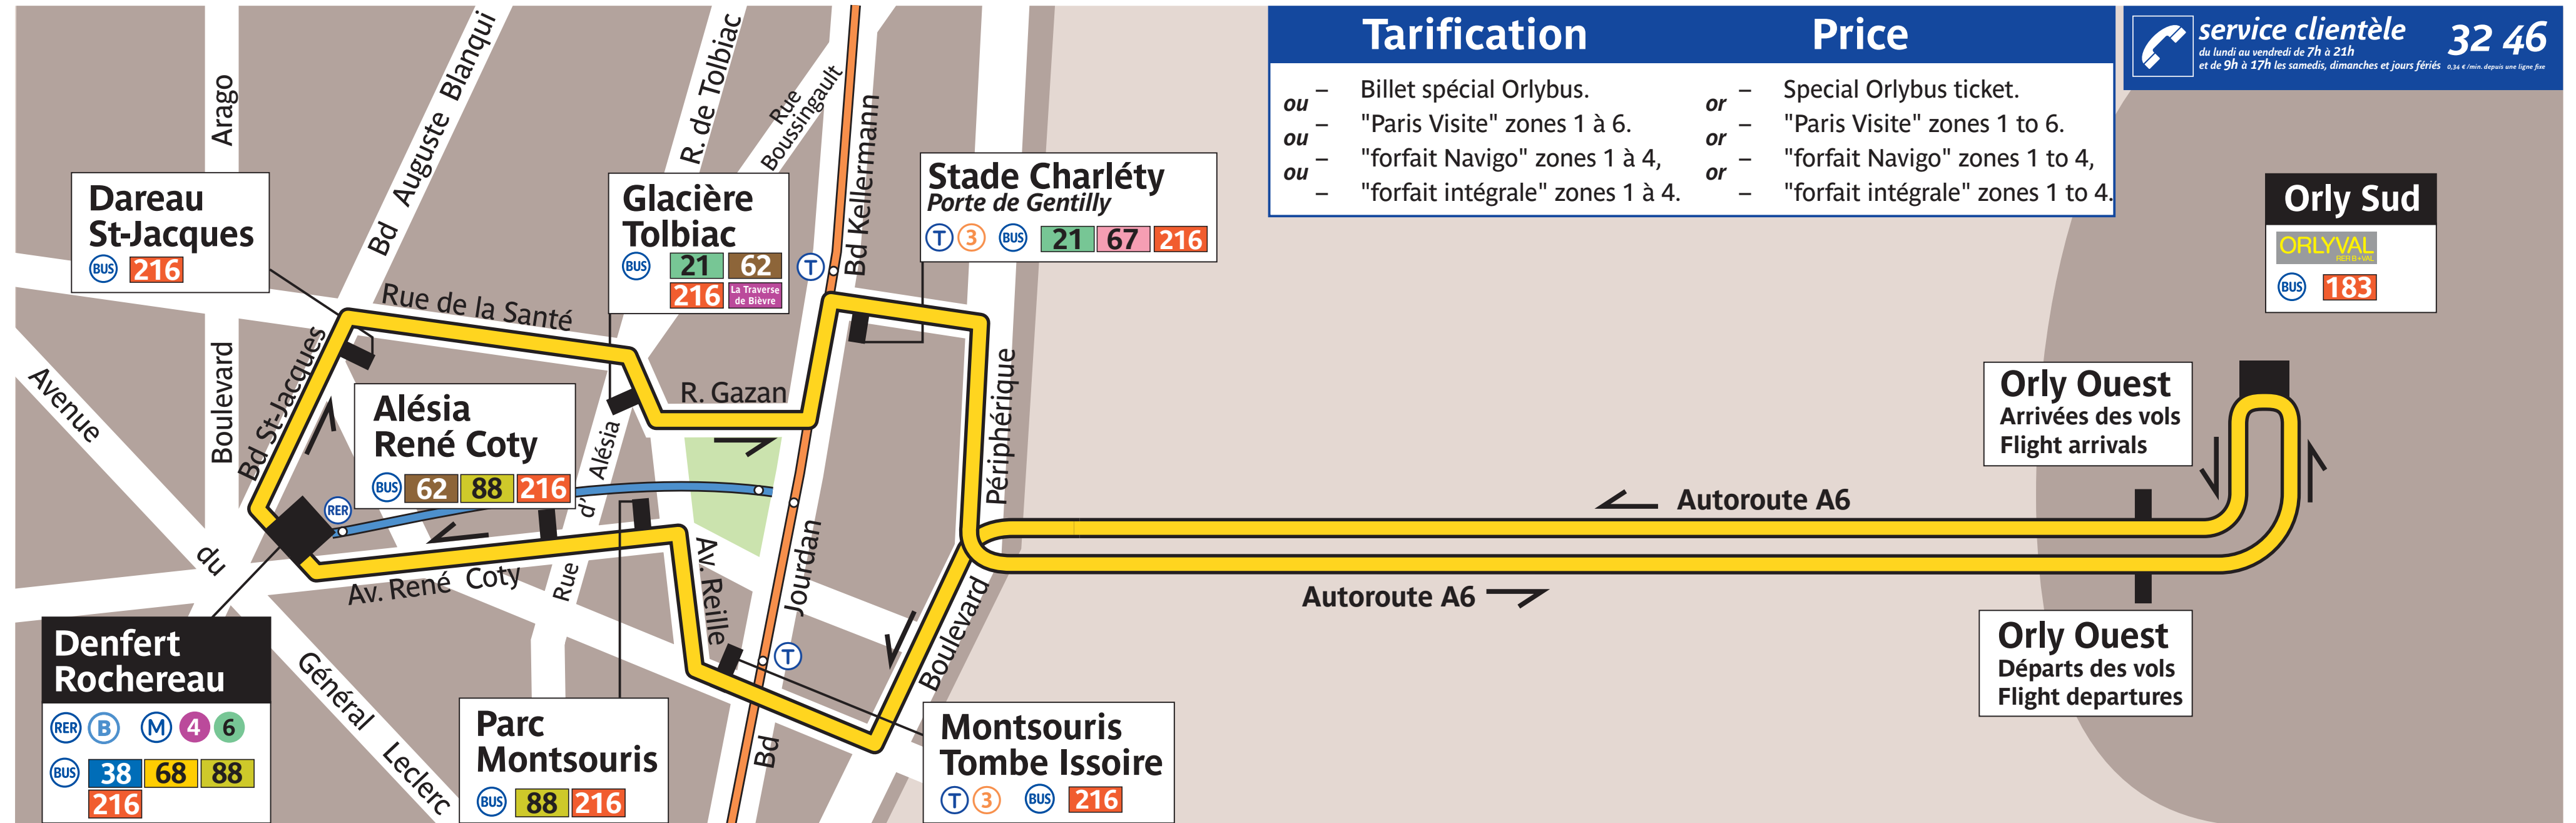 Tarification
Price
ou – Billet spécial Orlybus.
ou – "Paris Visite" zones 1 à 6.
ou – "forfait Navigo" zones 1 à 4,
– "forfait intégrale" zones 1 à 4.
or – Special Orlybus ticket.
or – "Paris Visite" zones 1 to 6.
or – "forfait Navigo" zones 1 to 4,
– "forfait intégrale" zones 1 to 4.
service clientèle
32 46
du lundi au vendredi de 7h à 21h
et de 9h à 17h les samedis, dimanches et jours fériés
0,34 € /min. depuis une ligne fixe
Boulevard Arago
Bd Auguste Blanqui
R. de Tolbiac
Rue
Boussingault
Bd Kellermann
Dareau
St-Jacques
BUS 216
Glacière
Tolbiac
BUS 21 62
216 La Traverse
de Bièvre
T
Stade Charléty
Porte de Gentilly
T 3 BUS 21 67 216
Orly Sud
ORLYVAL
RER B+VAL
BUS 183
Rue de la Santé
Bd St-Jacques
R. Gazan
Alésia
René Coty
BUS 62 88 216
RER
Rue d'Alésia
Boulevard Périphérique
Orly Ouest
Arrivées des vols
Flight arrivals
Autoroute A6
Autoroute A6
Orly Ouest
Départs des vols
Flight departures
Avenue du Général Leclerc
Av. René Coty
Av. Reille
Bd Jourdan
T
Denfert
Rochereau
RER B M 4 6
BUS 38 68 88
216
Parc
Montsouris
BUS 88 216
Montsouris
Tombe Issoire
T 3 BUS 216